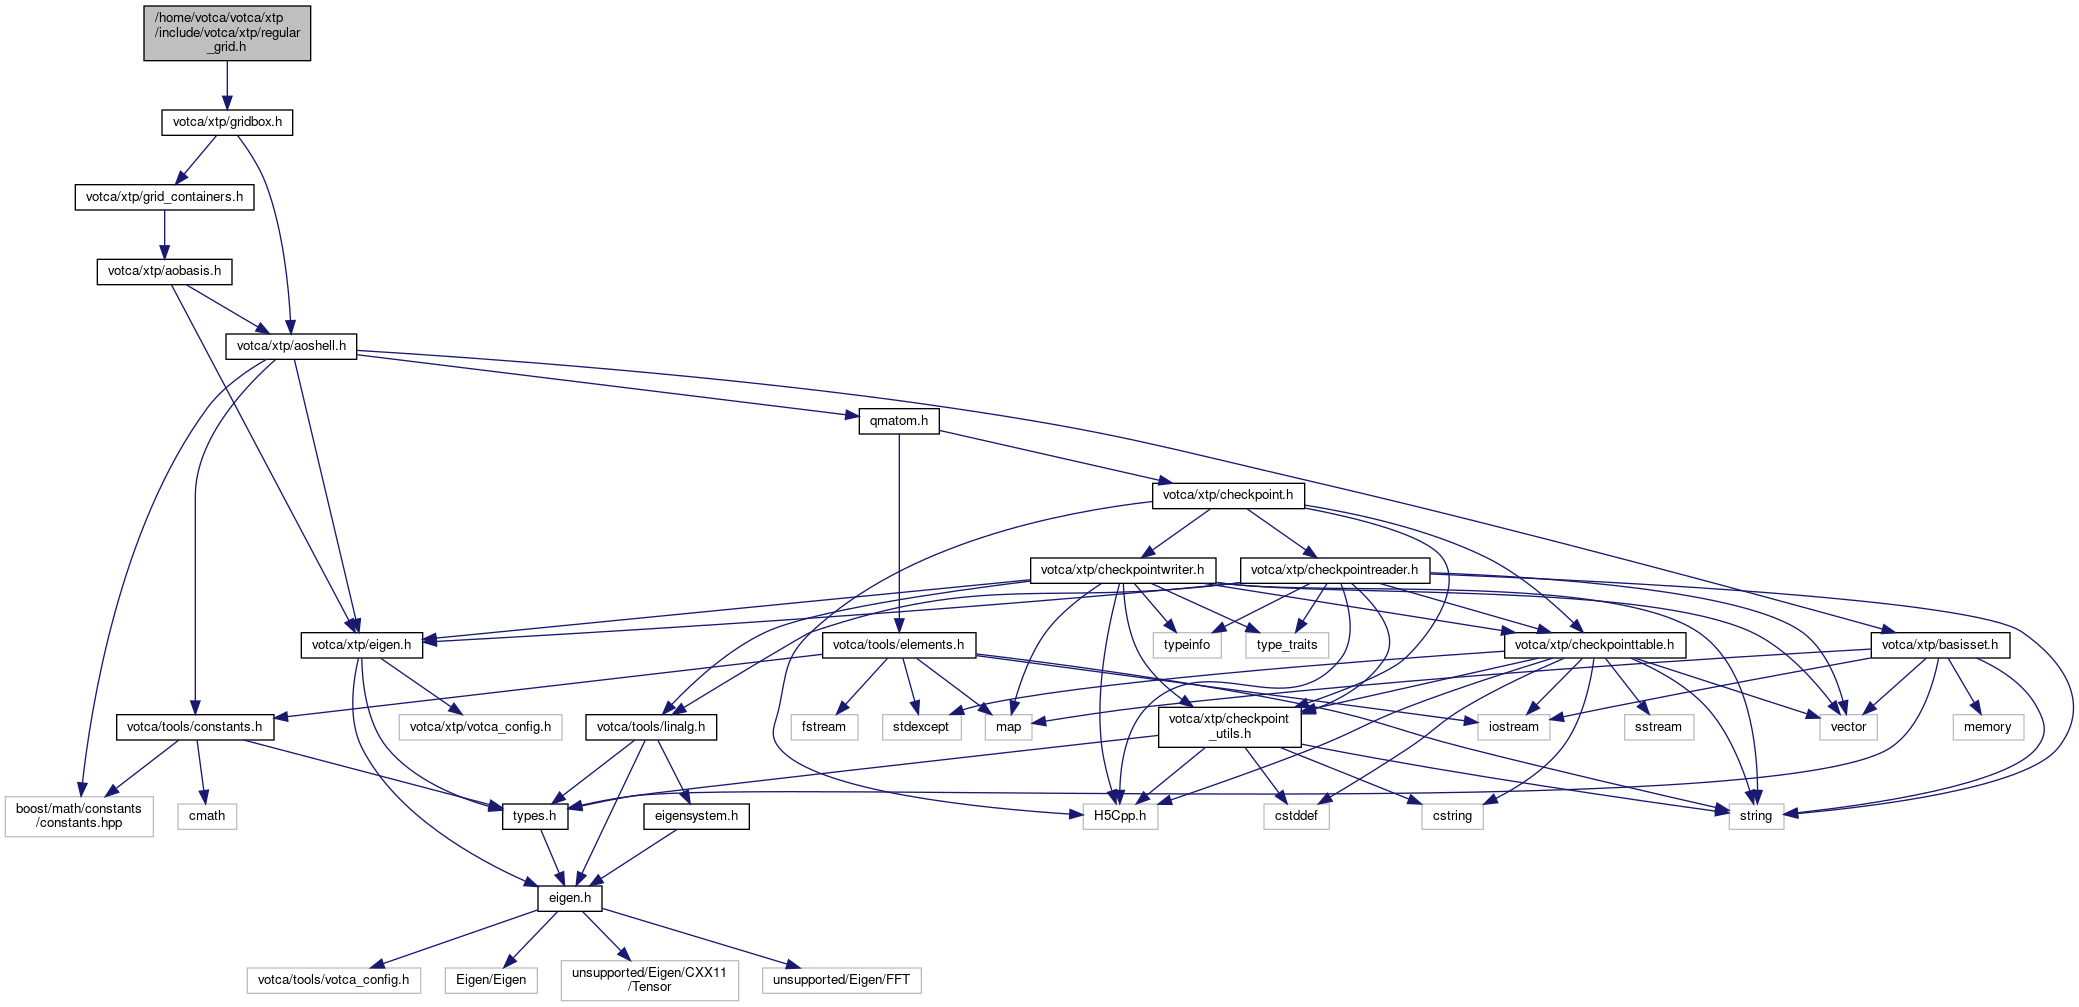 /home/votca/votca/xtp
/include/votca/xtp/regular
_grid.h
votca/xtp/gridbox.h
votca/xtp/grid_containers.h
votca/xtp/aobasis.h
votca/xtp/aoshell.h
qmatom.h
votca/xtp/checkpoint.h
votca/xtp/checkpointwriter.h
votca/xtp/checkpointreader.h
votca/xtp/eigen.h
votca/tools/elements.h
typeinfo
type_traits
votca/xtp/checkpointtable.h
votca/xtp/basisset.h
votca/tools/constants.h
votca/xtp/votca_config.h
votca/tools/linalg.h
fstream
stdexcept
map
votca/xtp/checkpoint
_utils.h
iostream
sstream
vector
memory
boost/math/constants
/constants.hpp
cmath
types.h
eigensystem.h
H5Cpp.h
cstddef
cstring
string
eigen.h
votca/tools/votca_config.h
Eigen/Eigen
unsupported/Eigen/CXX11
/Tensor
unsupported/Eigen/FFT